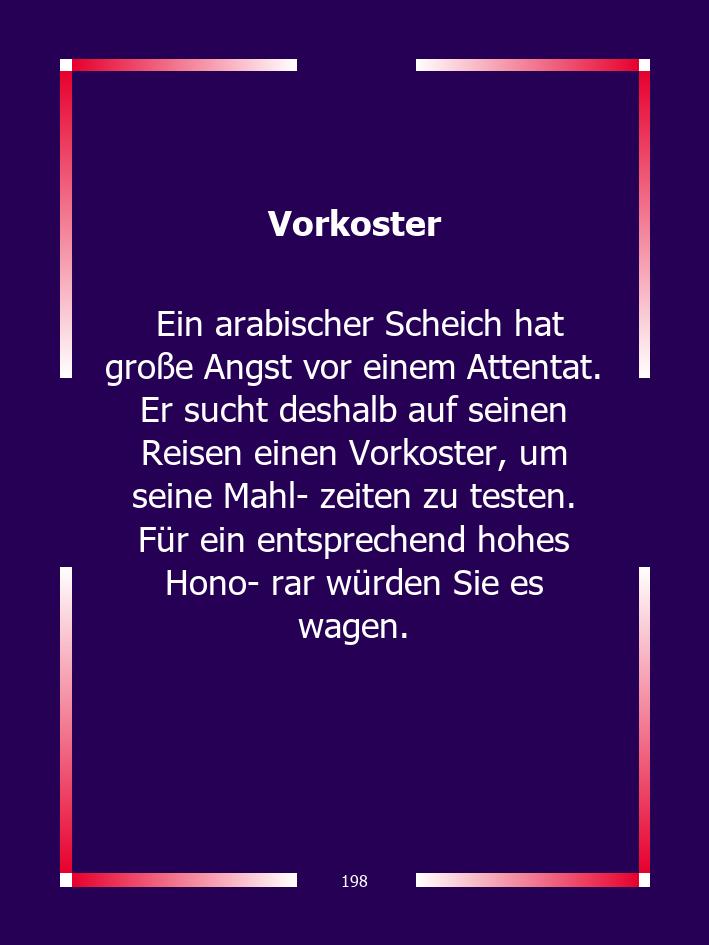 Vorkoster
Ein arabischer Scheich hat
große Angst vor einem Attentat.
Er sucht deshalb auf seinen
Reisen einen Vorkoster, um
seine Mahl- zeiten zu testen.
Für ein entsprechend hohes
Hono- rar würden Sie es
wagen.
198